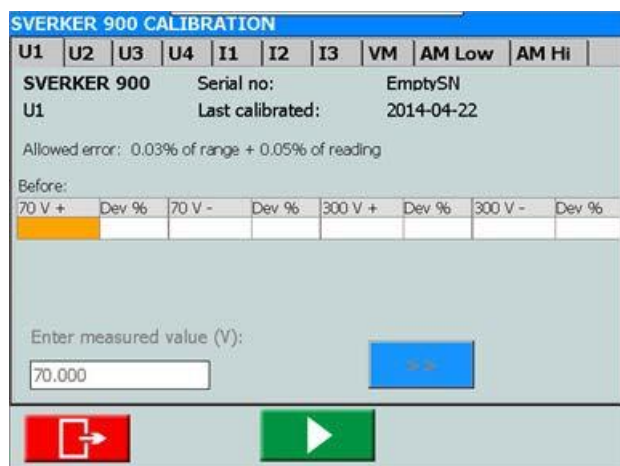 SVERKER 900 CALIBRATION
U1 U2 U3 U4 I1 I2 I3 VM AM Low AM Hi
SVERKER 900 Serial no: EmptySN
U1 Last calibrated: 2014-04-22
Allowed error: 0.03% of range + 0.05% of reading
Before:
70 V + Dev % 70 V - Dev % 300 V + Dev % 300 V - Dev %
Enter measured value (V):
70.000 >>